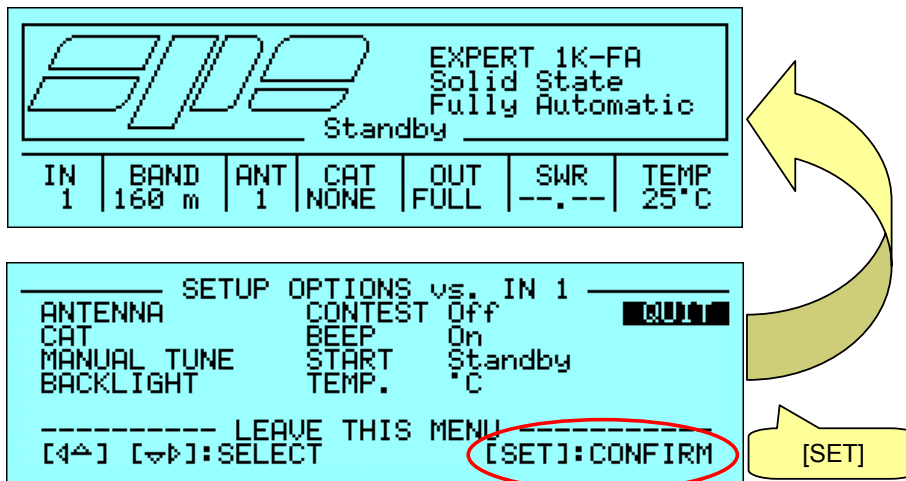 spe
EXPERT 1K-FA
Solid State
Fully Automatic
Standby
IN BAND ANT CAT OUT SWR TEMP
1 160 m 1 NONE FULL --.-- 25°C
SETUP OPTIONS vs. IN 1
ANTENNA CONTEST Off QUIT
CAT BEEP On
MANUAL TUNE START Standby
BACKLIGHT TEMP. °C
---------- LEAVE THIS MENU ----------
[◁△] [▽▷]:SELECT [SET]:CONFIRM
[SET]